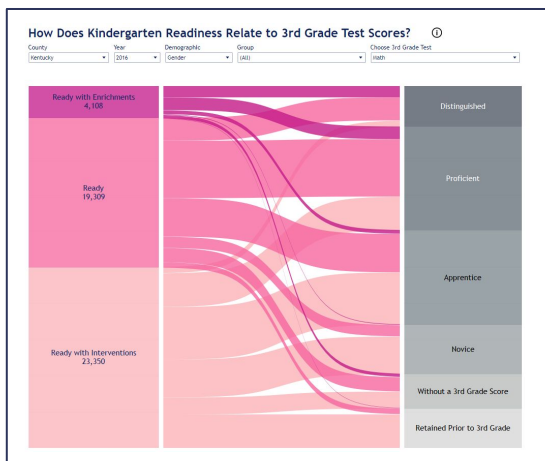 How Does Kindergarten Readiness Relate to 3rd Grade Test Scores?
County Year Demographic Group Choose 3rd Grade Test
Kentucky 2016 Gender (All) Math
Ready with Enrichments
4,108
Ready
19,309
Ready with Interventions
23,350
Distinguished
Proficient
Apprentice
Novice
Without a 3rd Grade Score
Retained Prior to 3rd Grade